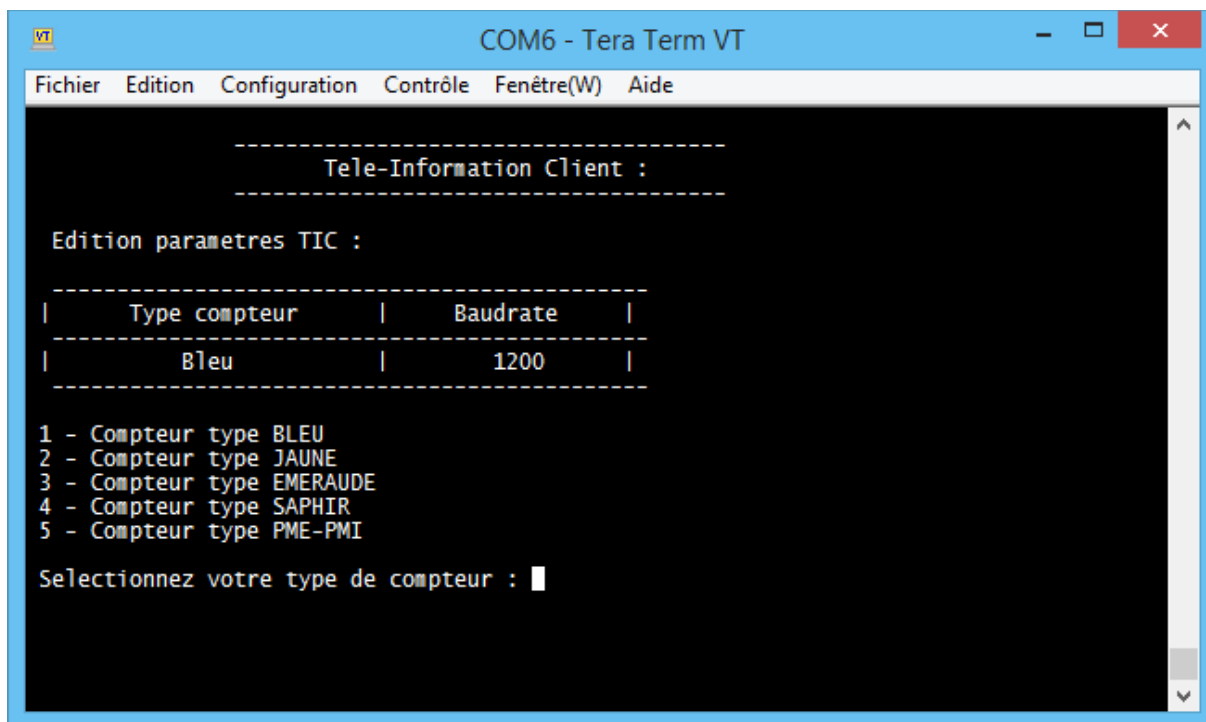 VT
COM6 - Tera Term VT
Fichier Edition Configuration Contrôle Fenêtre(W) Aide
--------------------------------------
Tele-Information Client :
--------------------------------------
Edition parametres TIC :
----------------------------------------------
| Type compteur | Baudrate |
----------------------------------------------
| Bleu | 1200 |
----------------------------------------------
1 - Compteur type BLEU
2 - Compteur type JAUNE
3 - Compteur type EMERAUDE
4 - Compteur type SAPHIR
5 - Compteur type PME-PMI
Selectionnez votre type de compteur :